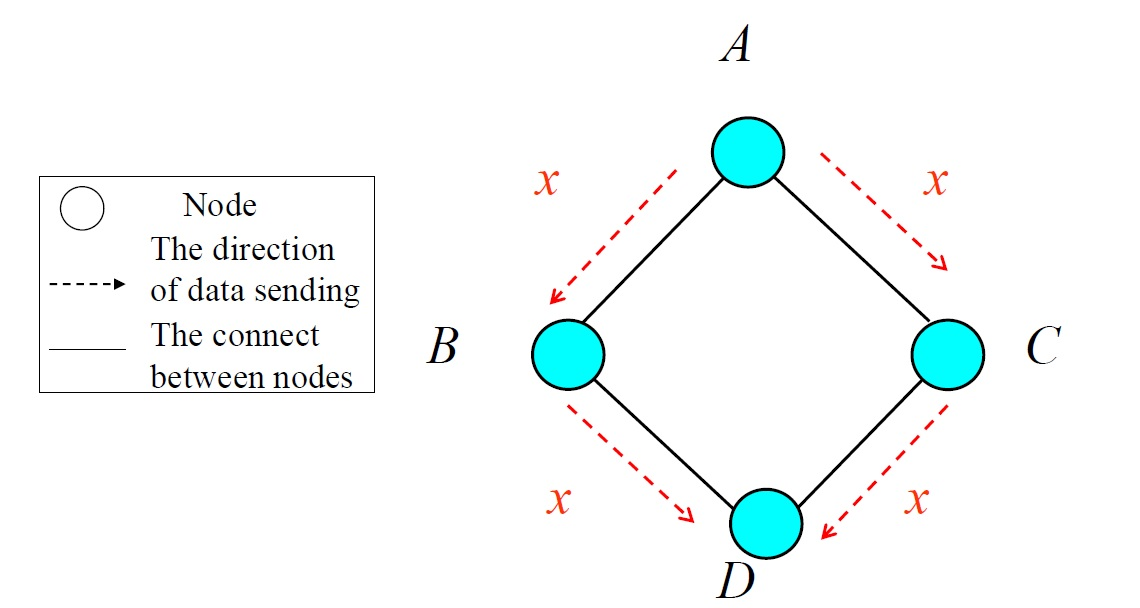 A
x
x
Node
The direction
of data sending
The connect
between nodes
B
C
x
x
D